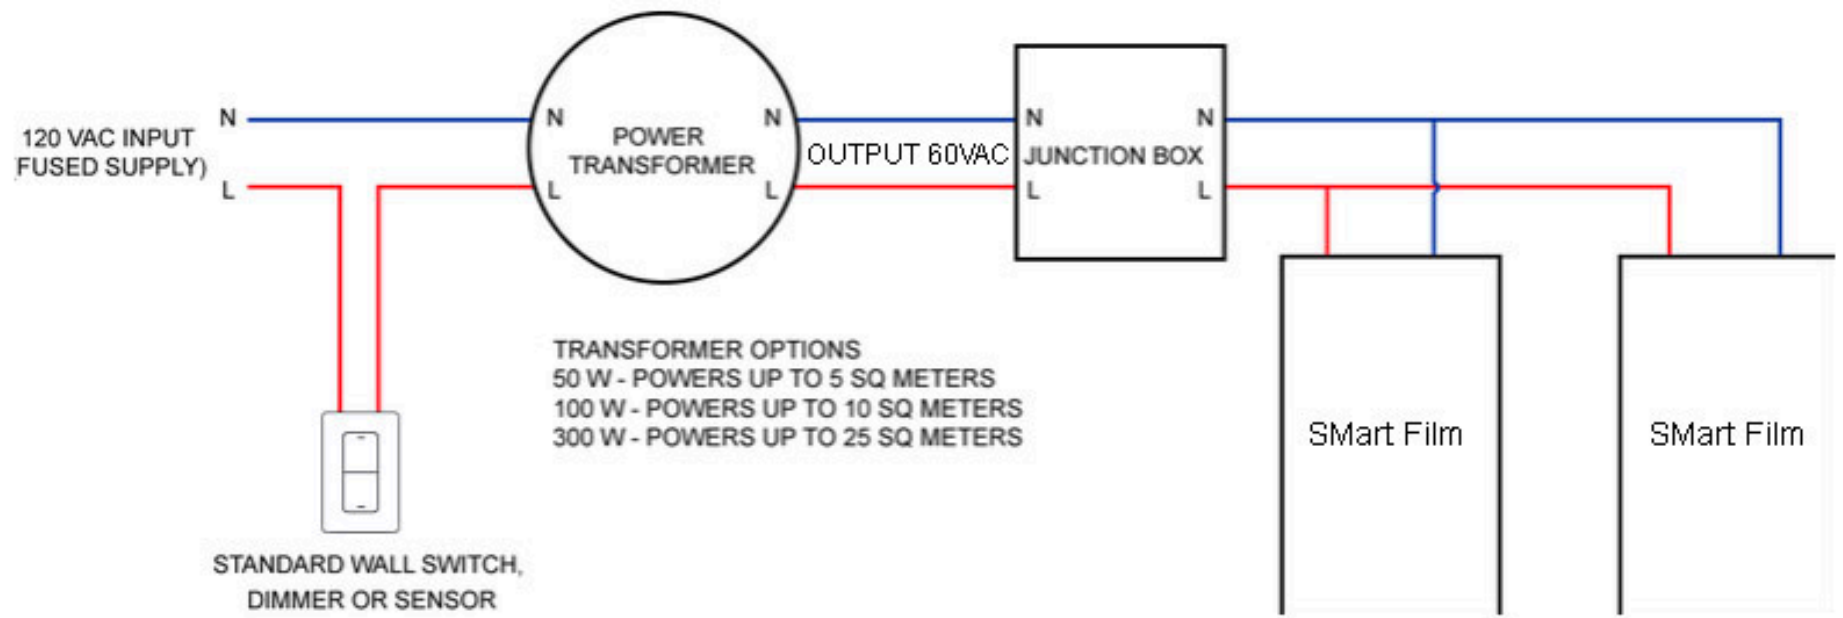 120 VAC INPUT
FUSED SUPPLY)
N
L
N
L
POWER
TRANSFORMER
N
L
OUTPUT 60VAC
N
L
JUNCTION BOX
N
L
TRANSFORMER OPTIONS
50 W - POWERS UP TO 5 SQ METERS
100 W - POWERS UP TO 10 SQ METERS
300 W - POWERS UP TO 25 SQ METERS
SMart Film
SMart Film
STANDARD WALL SWITCH,
DIMMER OR SENSOR